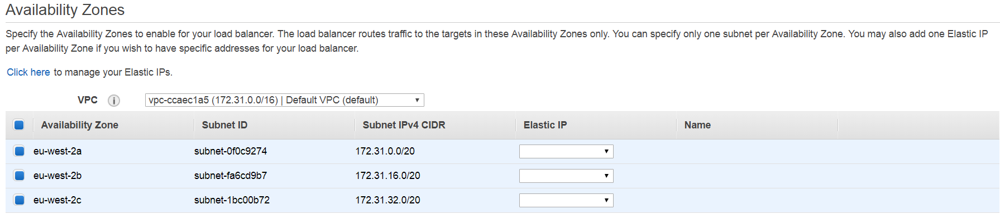 Availability Zones
Specify the Availability Zones to enable for your load balancer. The load balancer routes traffic to the targets in these Availability Zones only. You can specify only one subnet per Availability Zone. You may also add one Elastic IP
per Availability Zone if you wish to have specific addresses for your load balancer.
Click here to manage your Elastic IPs.
VPC i vpc-ccaec1a5 (172.31.0.0/16) | Default VPC (default)
Availability Zone Subnet ID Subnet IPv4 CIDR Elastic IP Name
eu-west-2a subnet-0f0c9274 172.31.0.0/20
eu-west-2b subnet-fa6cd9b7 172.31.16.0/20
eu-west-2c subnet-1bc00b72 172.31.32.0/20